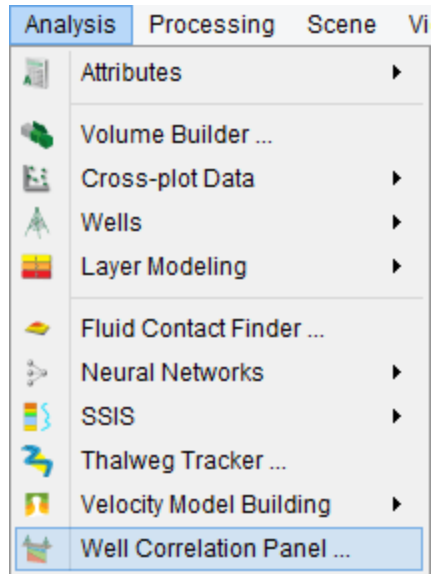 Analysis Processing Scene Vi
Attributes
Volume Builder ...
Cross-plot Data
Wells
Layer Modeling
Fluid Contact Finder ...
Neural Networks
SSIS
Thalweg Tracker ...
Velocity Model Building
Well Correlation Panel ...